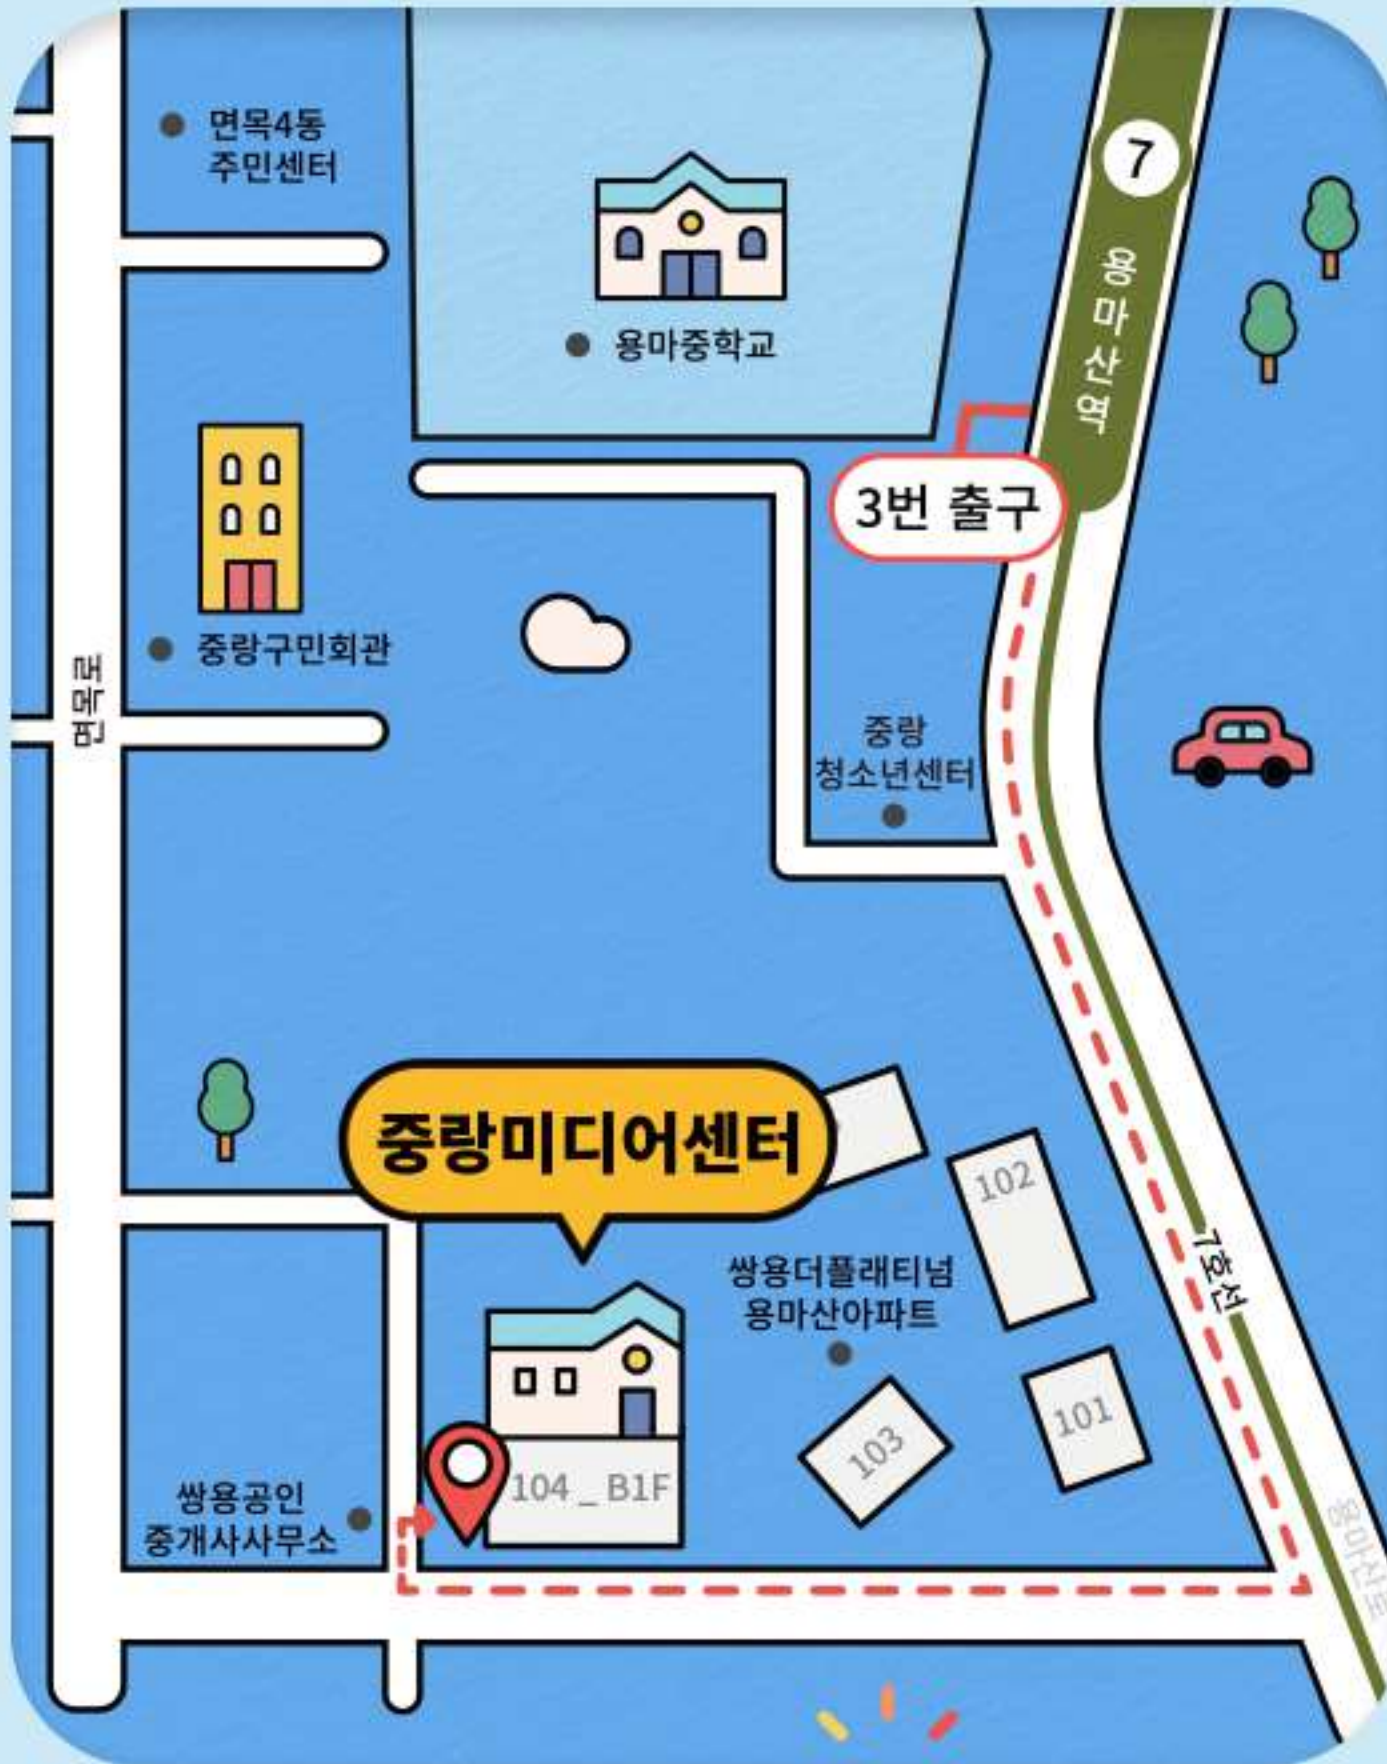 면목4동
주민센터
7
용마산역
용마중학교
3번 출구
중랑구민회관
면목로
중랑
청소년센터
중랑미디어센터
102
쌍용더플래티넘
용마산아파트
7호선
101
103
104 _ B1F
쌍용공인
중개사사무소
용마산로